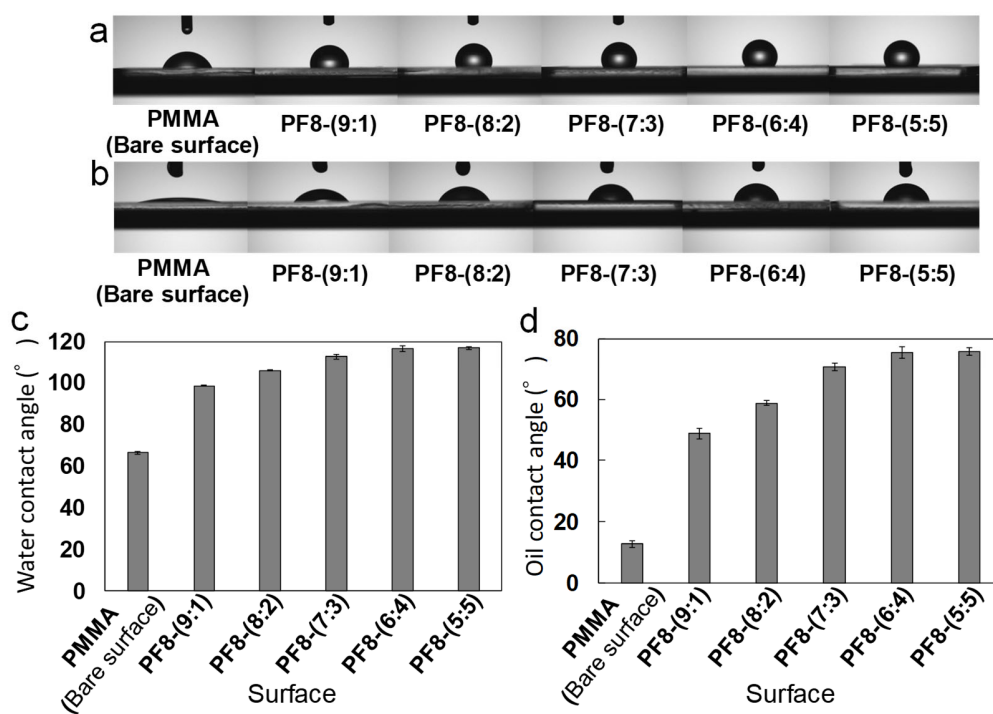 a
PMMA
(Bare surface)
PF8-(9:1)
PF8-(8:2)
PF8-(7:3)
PF8-(6:4)
PF8-(5:5)
b
PMMA
(Bare surface)
PF8-(9:1)
PF8-(8:2)
PF8-(7:3)
PF8-(6:4)
PF8-(5:5)
c
Water contact angle (° )
120
100
80
60
40
20
0
PMMA
(Bare surface)
PF8-(9:1)
PF8-(8:2)
PF8-(7:3)
PF8-(6:4)
PF8-(5:5)
Surface
d
Oil contact angle (° )
80
60
40
20
0
PMMA
(Bare surface)
PF8-(9:1)
PF8-(8:2)
PF8-(7:3)
PF8-(6:4)
PF8-(5:5)
Surface